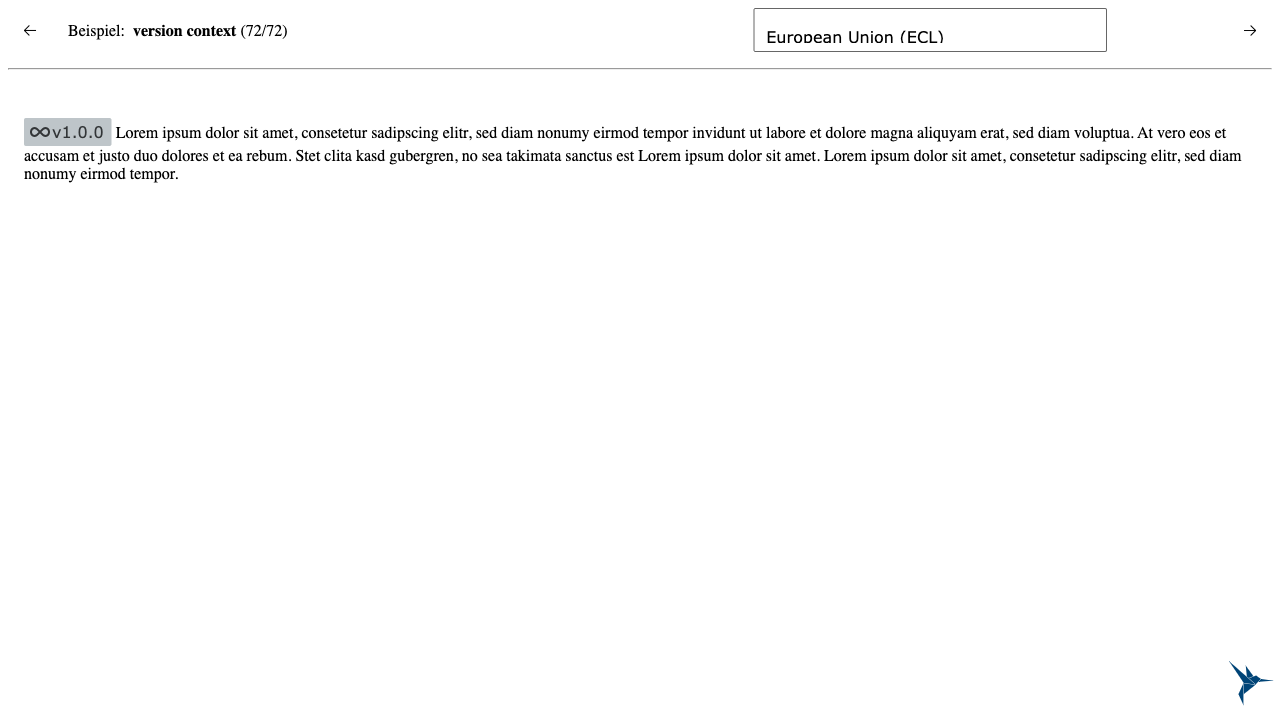 ← Beispiel: version context (72/72) European Union (ECL) →
∞v1.0.0 Lorem ipsum dolor sit amet, consetetur sadipscing elitr, sed diam nonumy eirmod tempor invidunt ut labore et dolore magna aliquyam erat, sed diam voluptua. At vero eos et
accusam et justo duo dolores et ea rebum. Stet clita kasd gubergren, no sea takimata sanctus est Lorem ipsum dolor sit amet. Lorem ipsum dolor sit amet, consetetur sadipscing elitr, sed diam
nonumy eirmod tempor.